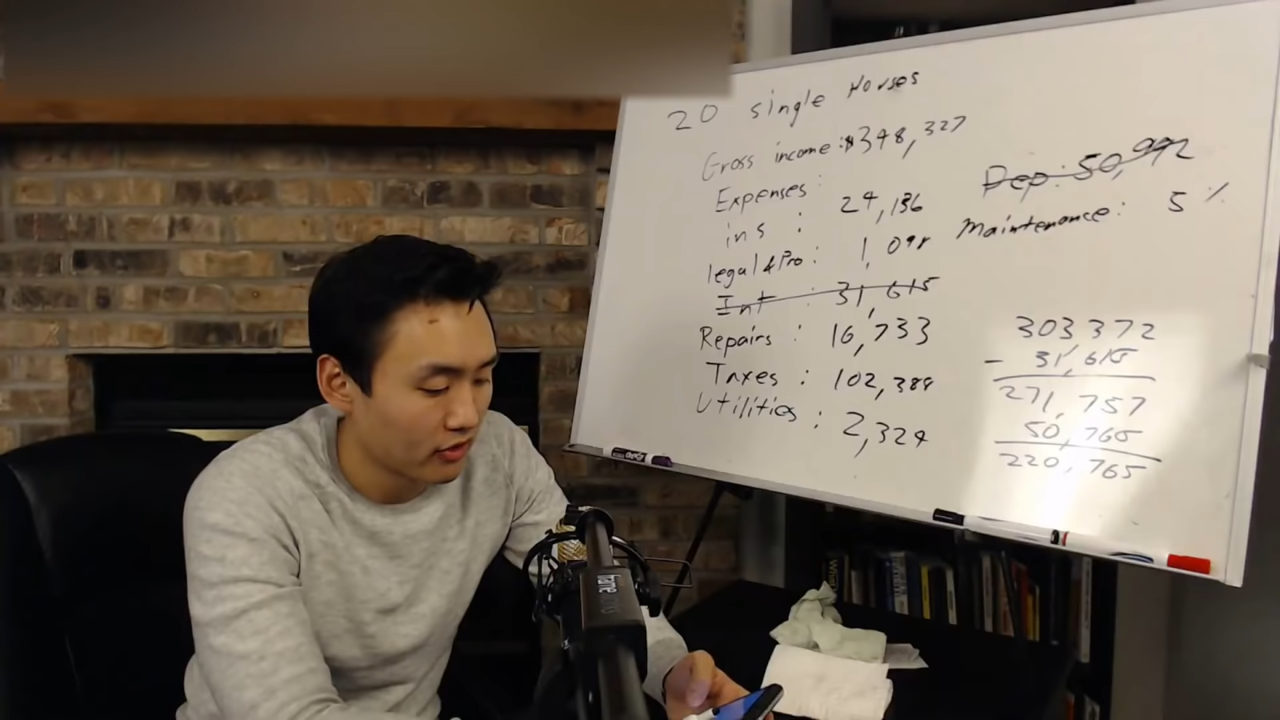 20 single Houses
Gross income: $348,327
Expenses:
ins : 24,136
legal & Pro: 1,098
Int : 31,615
Repairs : 16,733
Taxes : 102,388
Utilities : 2,324
Dep: 50,992
Maintenance: 5%
303372
- 31,615
271,757
50,765
220,765